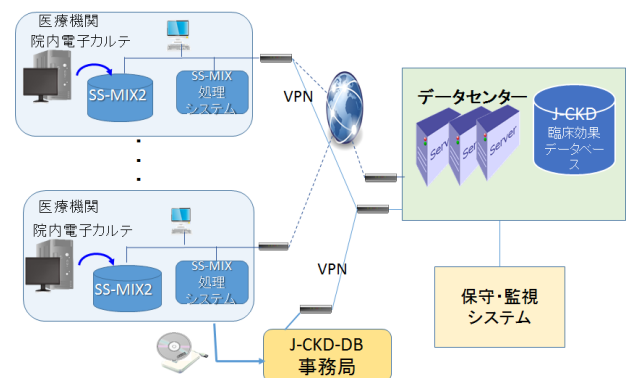 医療機関
院内電子カルテ
SS-MIX2
SS-MIX
処理
システム
VPN
データセンター
Server
Server
Server
J-CKD
臨床効果
データベー
ス
医療機関
院内電子カルテ
SS-MIX2
SS-MIX
処理
システム
VPN
J-CKD-DB
事務局
保守・監視
システム